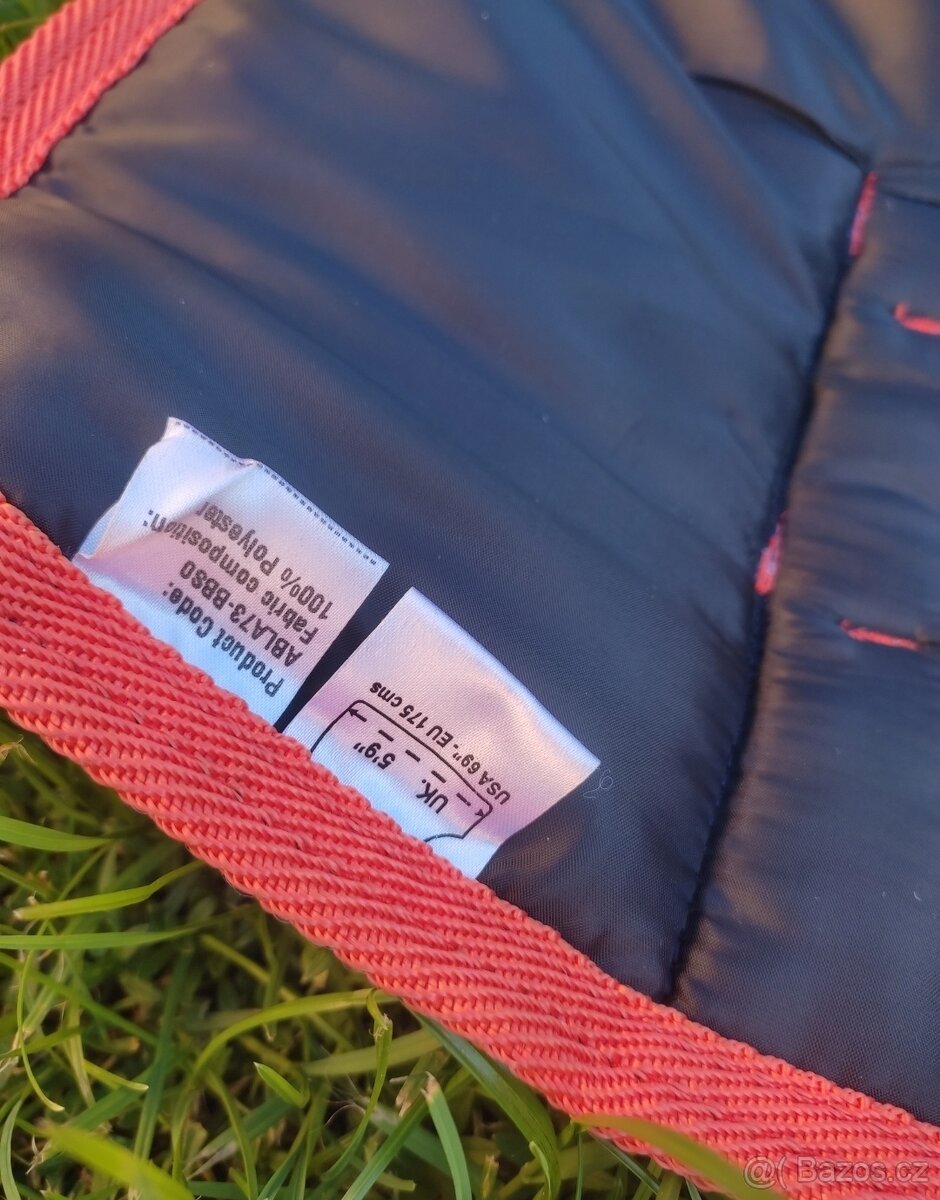 Product Code:
ABLA73-BBS0
Fabric composition:
100% Polyester
UK. 5'9"
USA 69"- EU 175 cms
@ Bazos.cz